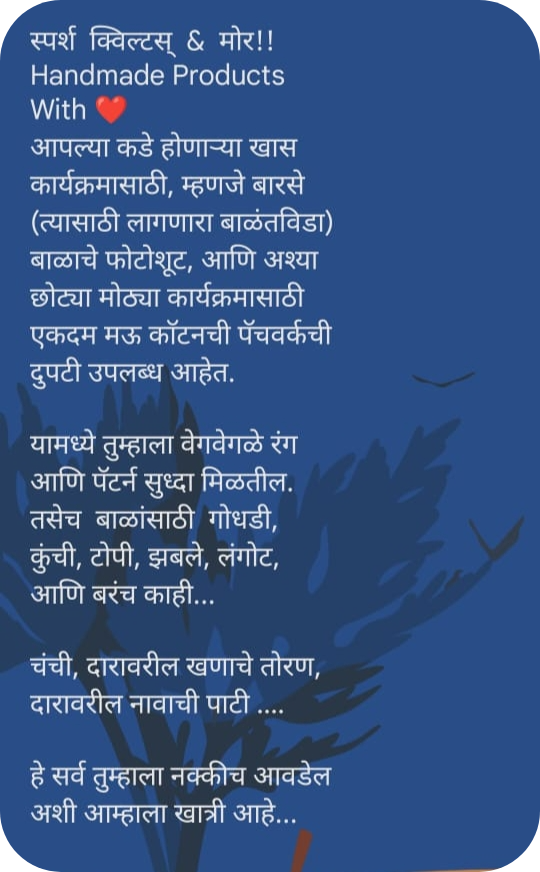 स्पर्श क्विल्टस् & मोर!!
Handmade Products
With ❤️
आपल्या कडे होणाऱ्या खास
कार्यक्रमासाठी, म्हणजे बारसे
(त्यासाठी लागणारा बाळंतविडा)
बाळाचे फोटोशूट, आणि अश्या
छोट्या मोठ्या कार्यक्रमासाठी
एकदम मऊ कॉटनची पॅचवर्कची
दुपटी उपलब्ध आहेत.
यामध्ये तुम्हाला वेगवेगळे रंग
आणि पॅटर्न सुध्दा मिळतील.
तसेच बाळांसाठी गोधडी,
कुंची, टोपी, झबले, लंगोट,
आणि बरंच काही...
चंची, दारावरील खणाचे तोरण,
दारावरील नावाची पाटी ....
हे सर्व तुम्हाला नक्कीच आवडेल
अशी आम्हाला खात्री आहे...